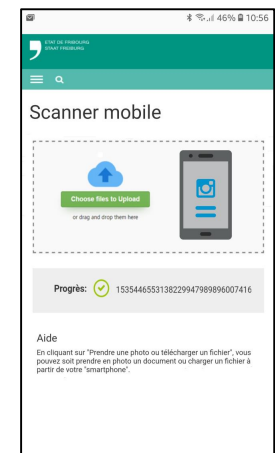 46% 10:56
ETAT DE FRIBOURG
STAAT FREIBURG
Scanner mobile
Choose files to Upload
or drag and drop them here
Progrès: 1535446553138229947989896007416
Aide
En cliquant sur "Prendre une photo ou télécharger un fichier", vous
pouvez soit prendre en photo un document ou charger un fichier à
partir de votre "smartphone".